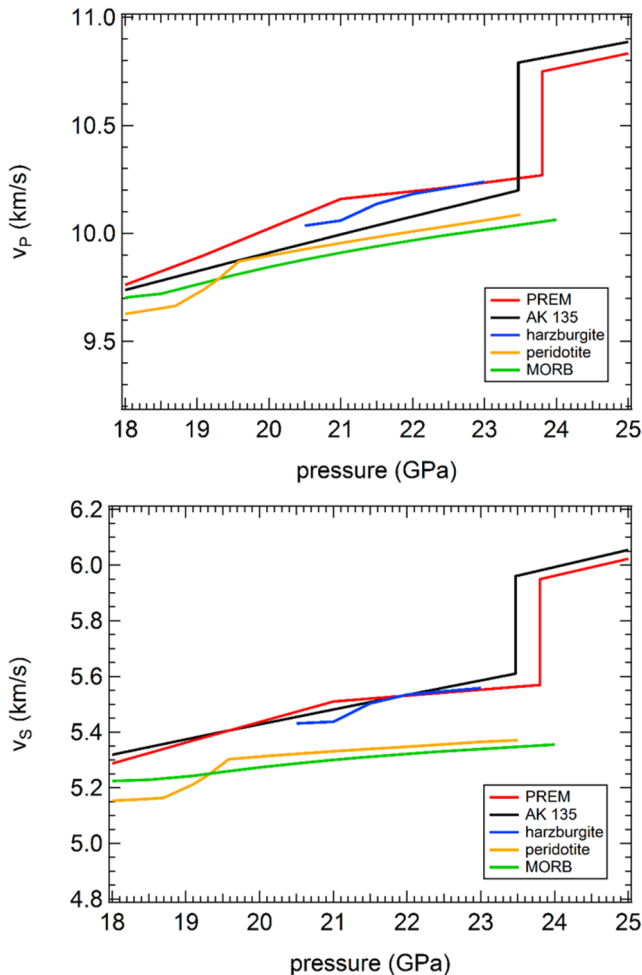 11.0
10.5
10.0
9.5
v_P (km/s)
PREM
AK 135
harzburgite
peridotite
MORB
18 19 20 21 22 23 24 25
pressure (GPa)
6.2
6.0
5.8
5.6
5.4
5.2
5.0
4.8
v_S (km/s)
PREM
AK 135
harzburgite
peridotite
MORB
18 19 20 21 22 23 24 25
pressure (GPa)